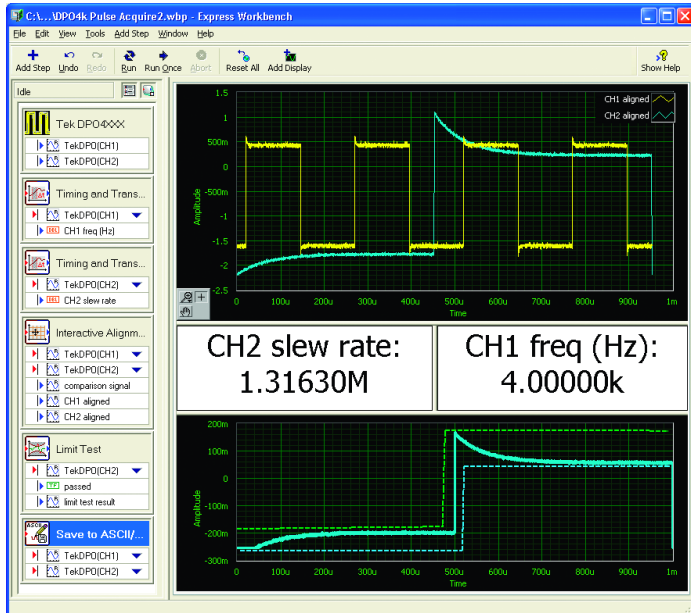 C:\...\DPO4k Pulse Acquire2.wbp - Express Workbench
File Edit View Tools Add Step Window Help
Add Step Undo Redo Run Run Once Abort Reset All Add Display Show Help
Idle
Tek DPO4XXX
TekDPO(CH1)
TekDPO(CH2)
Timing and Trans...
TekDPO(CH1)
DBL CH1 freq (Hz)
Timing and Trans...
TekDPO(CH2)
DBL CH2 slew rate
Interactive Alignm...
TekDPO(CH1)
TekDPO(CH2)
comparison signal
CH1 aligned
CH2 aligned
Limit Test
TekDPO(CH2)
TF passed
limit test result
ASCII
Save to ASCII/...
TekDPO(CH1)
TekDPO(CH2)
CH1 aligned
CH2 aligned
1.5
1
500m
0
-500m
-1
-1.5
-2
-2.5
Amplitude
0 100u 200u 300u 400u 500u 600u 700u 800u 900u 1m
Time
CH2 slew rate:
1.31630M
CH1 freq (Hz):
4.00000k
200m
100m
0
-100m
-200m
-300m
Amplitude
0 100u 200u 300u 400u 500u 600u 700u 800u 900u 1m
Time